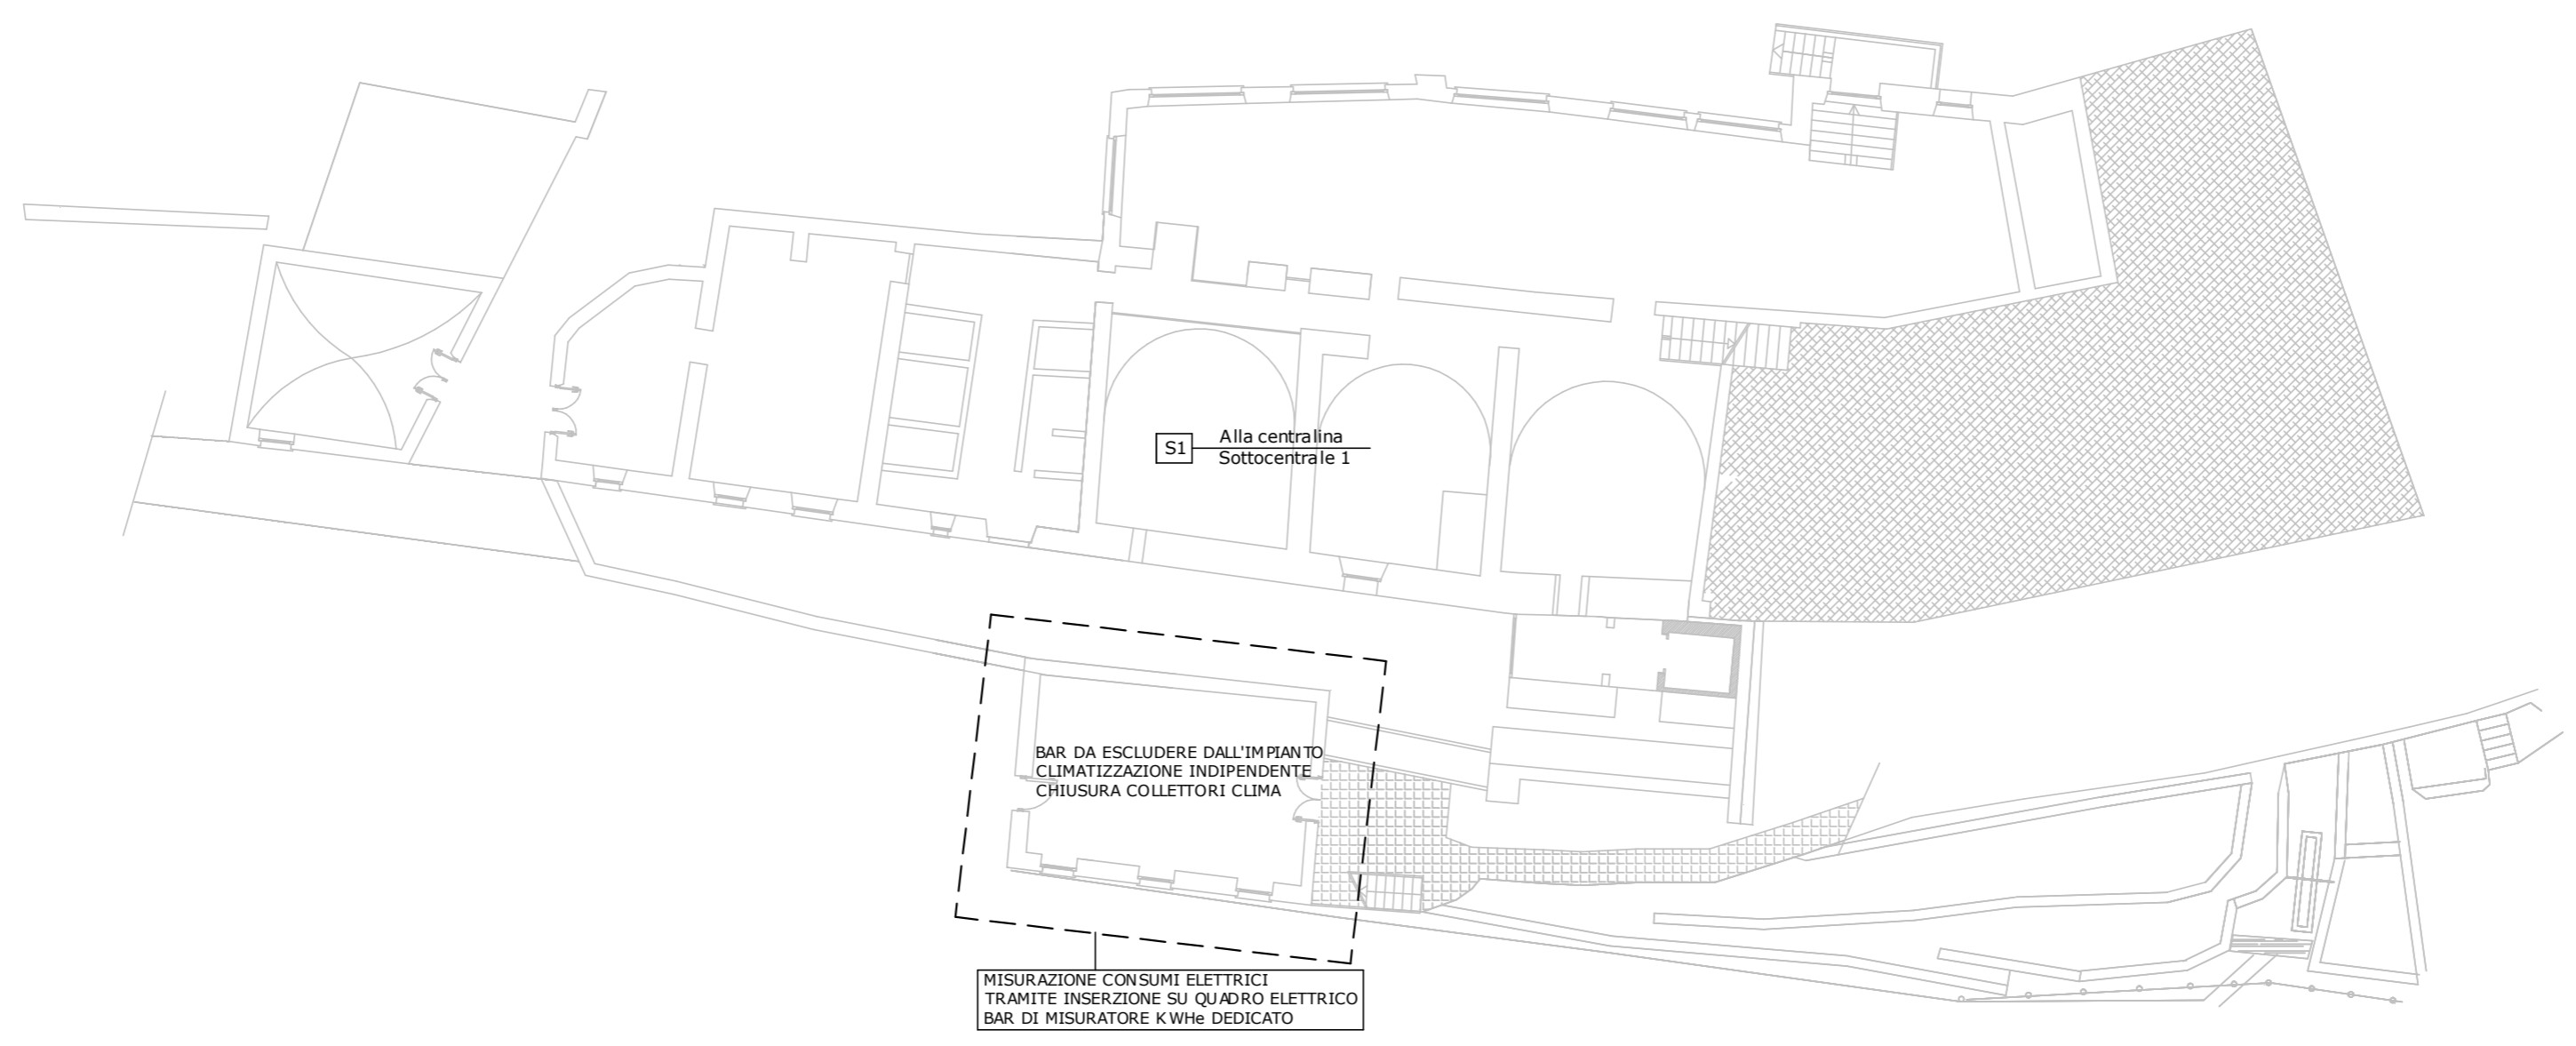 S1
Alla centralina
Sottocentrale 1
BAR DA ESCLUDERE DALL'IMPIANTO
CLIMATIZZAZIONE INDIPENDENTE
CHIUSURA COLLETTORI CLIMA
MISURAZIONE CONSUMI ELETTRICI
TRAMITE INSERZIONE SU QUADRO ELETTRICO
BAR DI MISURATORE KWHe DEDICATO